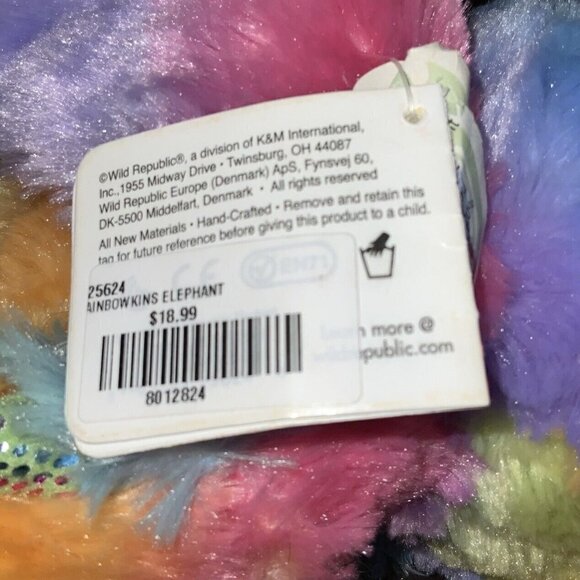 ©Wild Republic®, a division of K&M International,
Inc.,1955 Midway Drive • Twinsburg, OH 44087
Wild Republic Europe (Denmark) ApS, Fynsvej 60,
DK-5500 Middelfart, Denmark • All rights reserved
All New Materials • Hand-Crafted • Remove and retain this
tag for future reference before giving this product to a child.
25624
AINBOWKINS ELEPHANT
$18.99
8012824
more @
wildrepublic.com